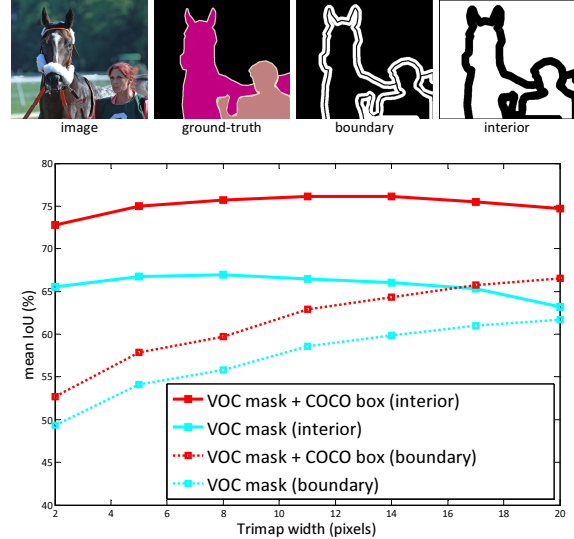 image ground-truth boundary interior
80
75
70
65
60
55
50
45
40
mean IoU (%)
VOC mask + COCO box (interior)
VOC mask (interior)
VOC mask + COCO box (boundary)
VOC mask (boundary)
2 4 6 8 10 12 14 16 18 20
Trimap width (pixels)